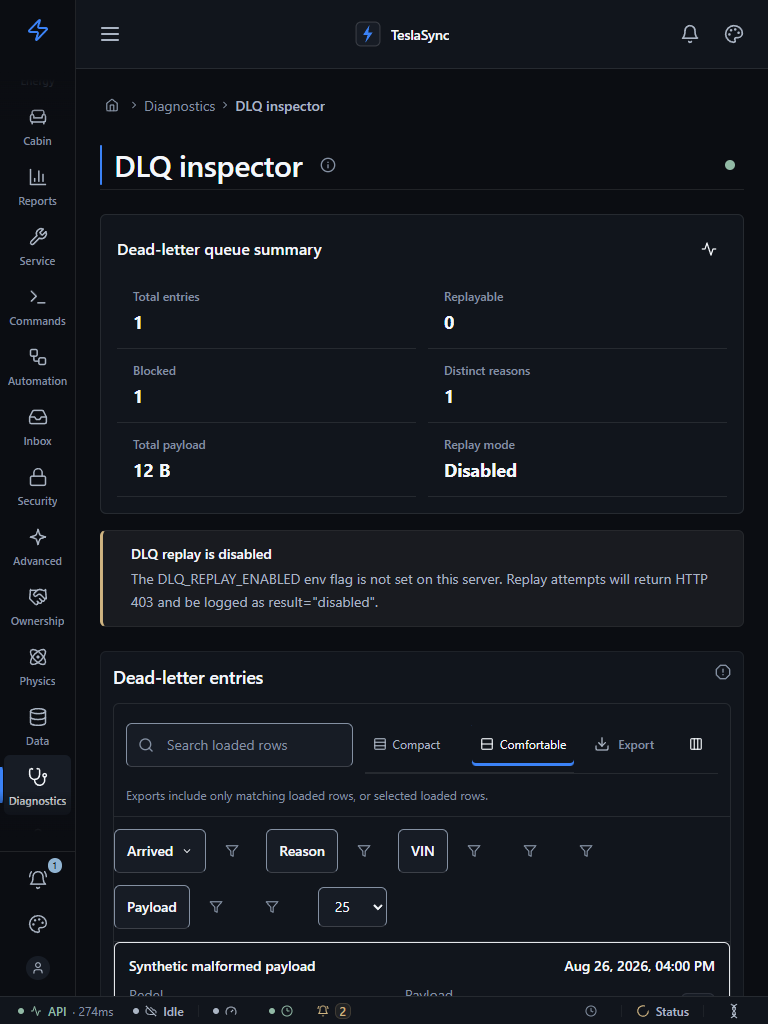 TeslaSync
Energy
Cabin
Reports
Service
Commands
Automation
Inbox
Security
Advanced
Ownership
Physics
Data
Diagnostics
1
Diagnostics
DLQ inspector
DLQ inspector
Dead-letter queue summary
Total entries
1
Replayable
0
Blocked
1
Distinct reasons
1
Total payload
12 B
Replay mode
Disabled
DLQ replay is disabled
The DLQ_REPLAY_ENABLED env flag is not set on this server. Replay attempts will return HTTP
403 and be logged as result="disabled".
Dead-letter entries
Search loaded rows
Compact
Comfortable
Export
Exports include only matching loaded rows, or selected loaded rows.
Arrived
Reason
VIN
Payload
25
Synthetic malformed payload
Aug 26, 2026, 04:00 PM
Payload
API · 274ms
Idle
2
Status